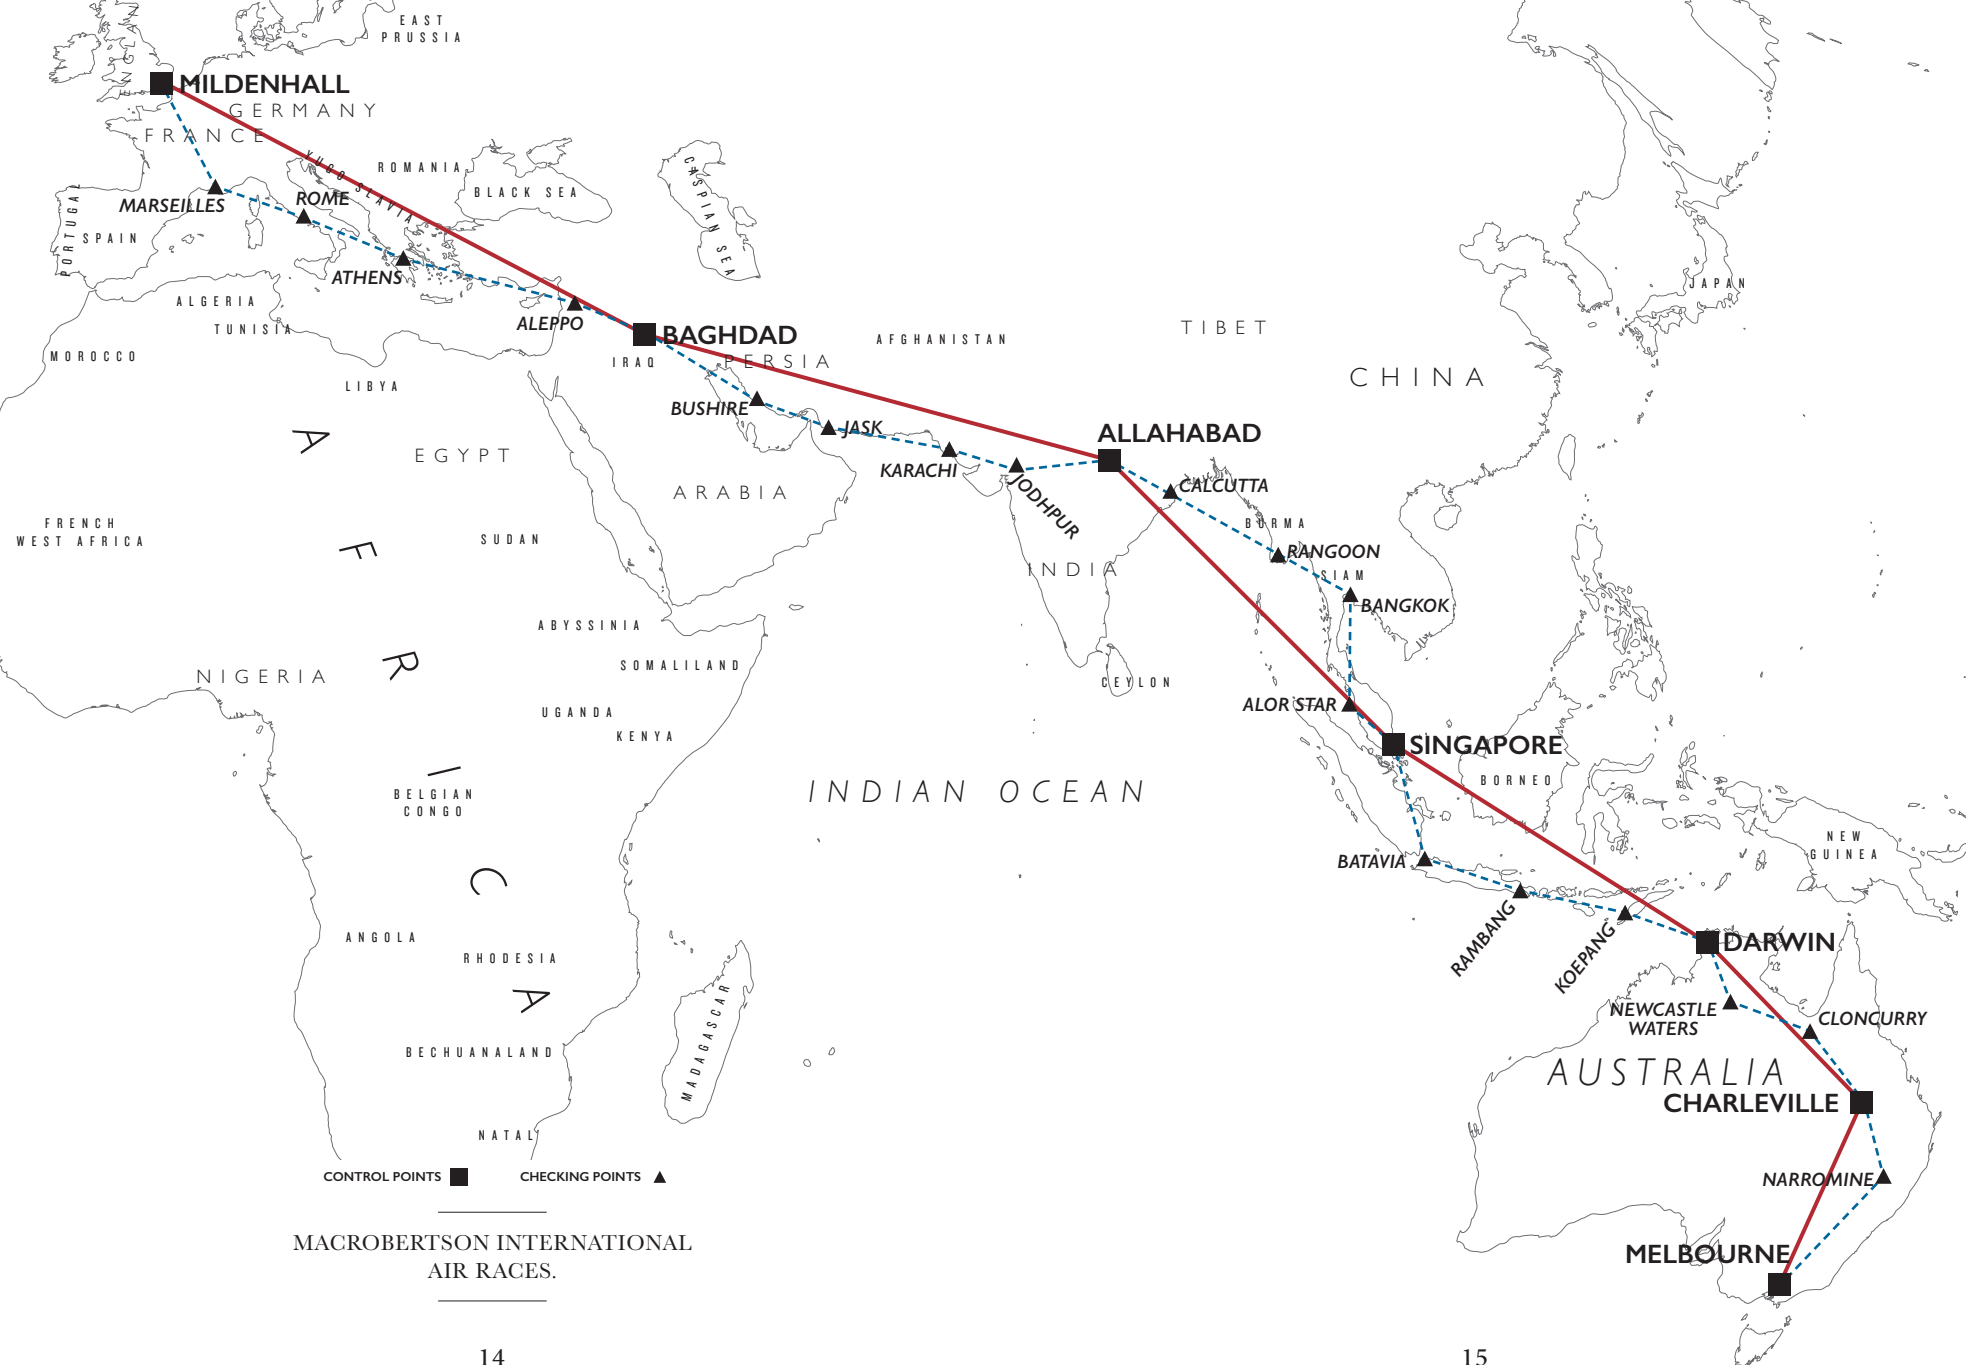 EAST
PRUSSIA
ENGLAND
MILDENHALL
GERMANY
FRANCE
YUGO SLAVIA
ROMANIA
BLACK SEA
CASPIAN SEA
MARSEILLES
ROME
PORTUGAL
SPAIN
ATHENS
ALGERIA
TUNISIA
ALEPPO
BAGHDAD
JAPAN
TIBET
AFGHANISTAN
MOROCCO
IRAQ
PERSIA
CHINA
LIBYA
BUSHIRE
JASK
ALLAHABAD
AFRICA
EGYPT
KARACHI
JODHPUR
CALCUTTA
ARABIA
FRENCH
WEST AFRICA
BURMA
SUDAN
RANGOON
INDIA
SIAM
BANGKOK
ABYSSINIA
SOMALILAND
NIGERIA
CEYLON
ALOR STAR
UGANDA
KENYA
SINGAPORE
BORNEO
INDIAN OCEAN
BELGIAN
CONGO
NEW
GUINEA
BATAVIA
RAMBANG
KOEPANG
DARWIN
ANGOLA
RHODESIA
MADAGASCAR
NEWCASTLE
WATERS
CLONCURRY
BECHUANALAND
AUSTRALIA
CHARLEVILLE
NATAL
NARROMINE
CONTROL POINTS
CHECKING POINTS
MELBOURNE
MACROBERTSON INTERNATIONAL
AIR RACES.
14
15